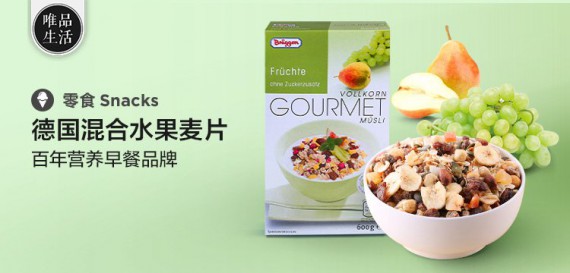 唯品
生活
零食 Snacks
德国混合水果麦片
百年营养早餐品牌
Brüggen
Früchte
ohne Zuckerzusatz
VOLLKORN
GOURMET
MÜSLI
600g